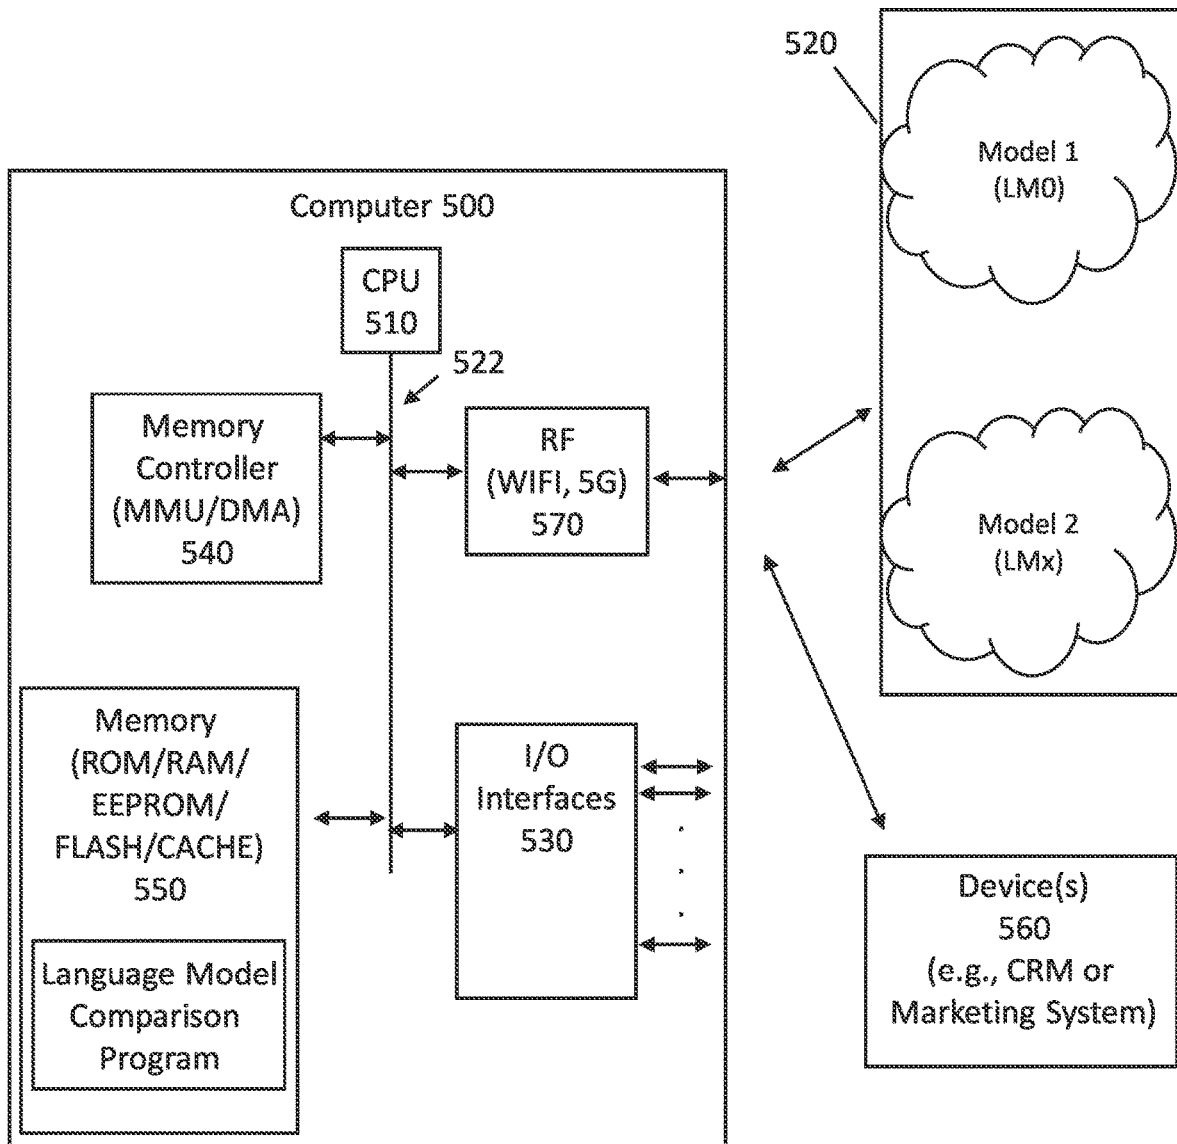 520
Model 1
(LM0)
Computer 500
CPU
510
522
Memory
Controller
(MMU/DMA)
540
RF
(WIFI, 5G)
570
Model 2
(LMx)
Memory
(ROM/RAM/
EEPROM/
FLASH/CACHE)
550
Language Model
Comparison
Program
I/O
Interfaces
530
Device(s)
560
(e.g., CRM or
Marketing System)